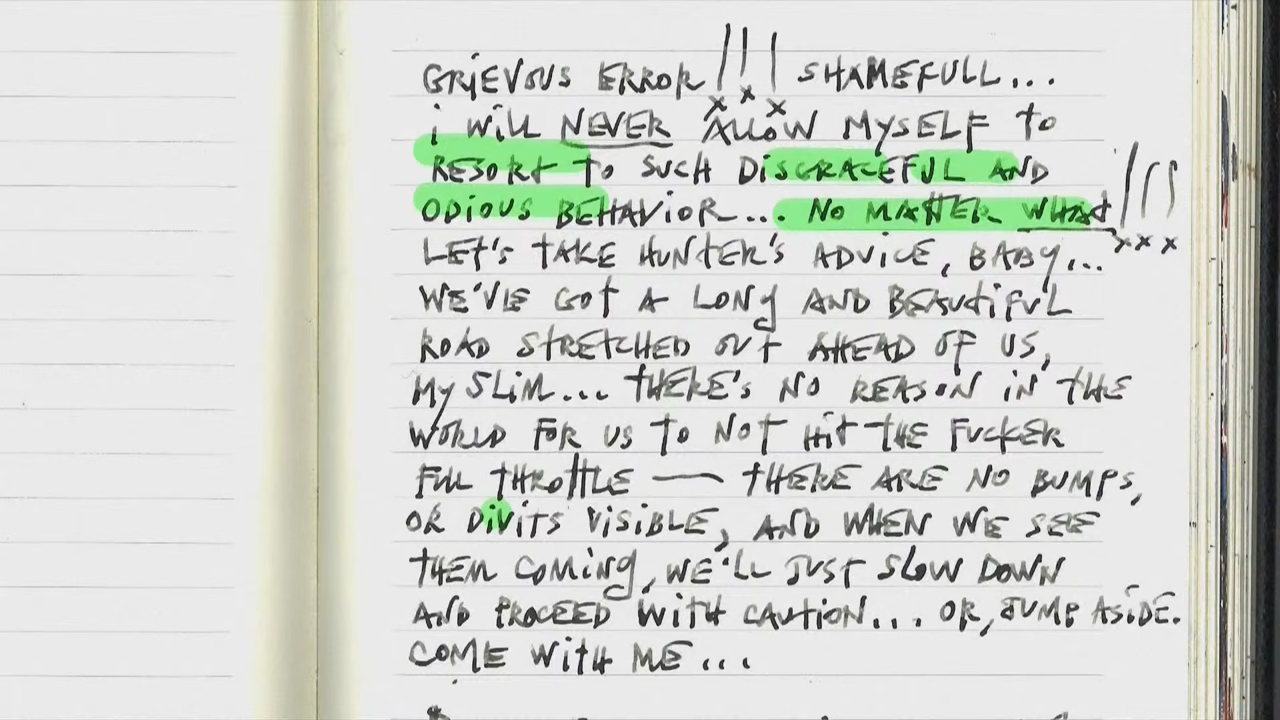 GRIEVOUS ERROR!!! SHAMEFULL...
i WILL NEVER ALLOW MYSELF TO
RESORT TO SUCH DISGRACEFUL AND
ODIOUS BEHAVIOR... NO MATTER WHAT!!!
LET'S TAKE HUNTER'S ADVICE, BABY...
WE'VE GOT A LONG AND BEAUTIFUL
ROAD STRETCHED OUT AHEAD OF US,
MY SLIM... THERE'S NO REASON IN THE
WORLD FOR US TO NOT HIT THE FUCKER
FULL THROTTLE — THERE ARE NO BUMPS,
OR DIVITS VISIBLE, AND WHEN WE SEE
THEM COMING, WE'LL JUST SLOW DOWN
AND PROCEED WITH CAUTION... OR, JUMP ASIDE.
COME WITH ME...